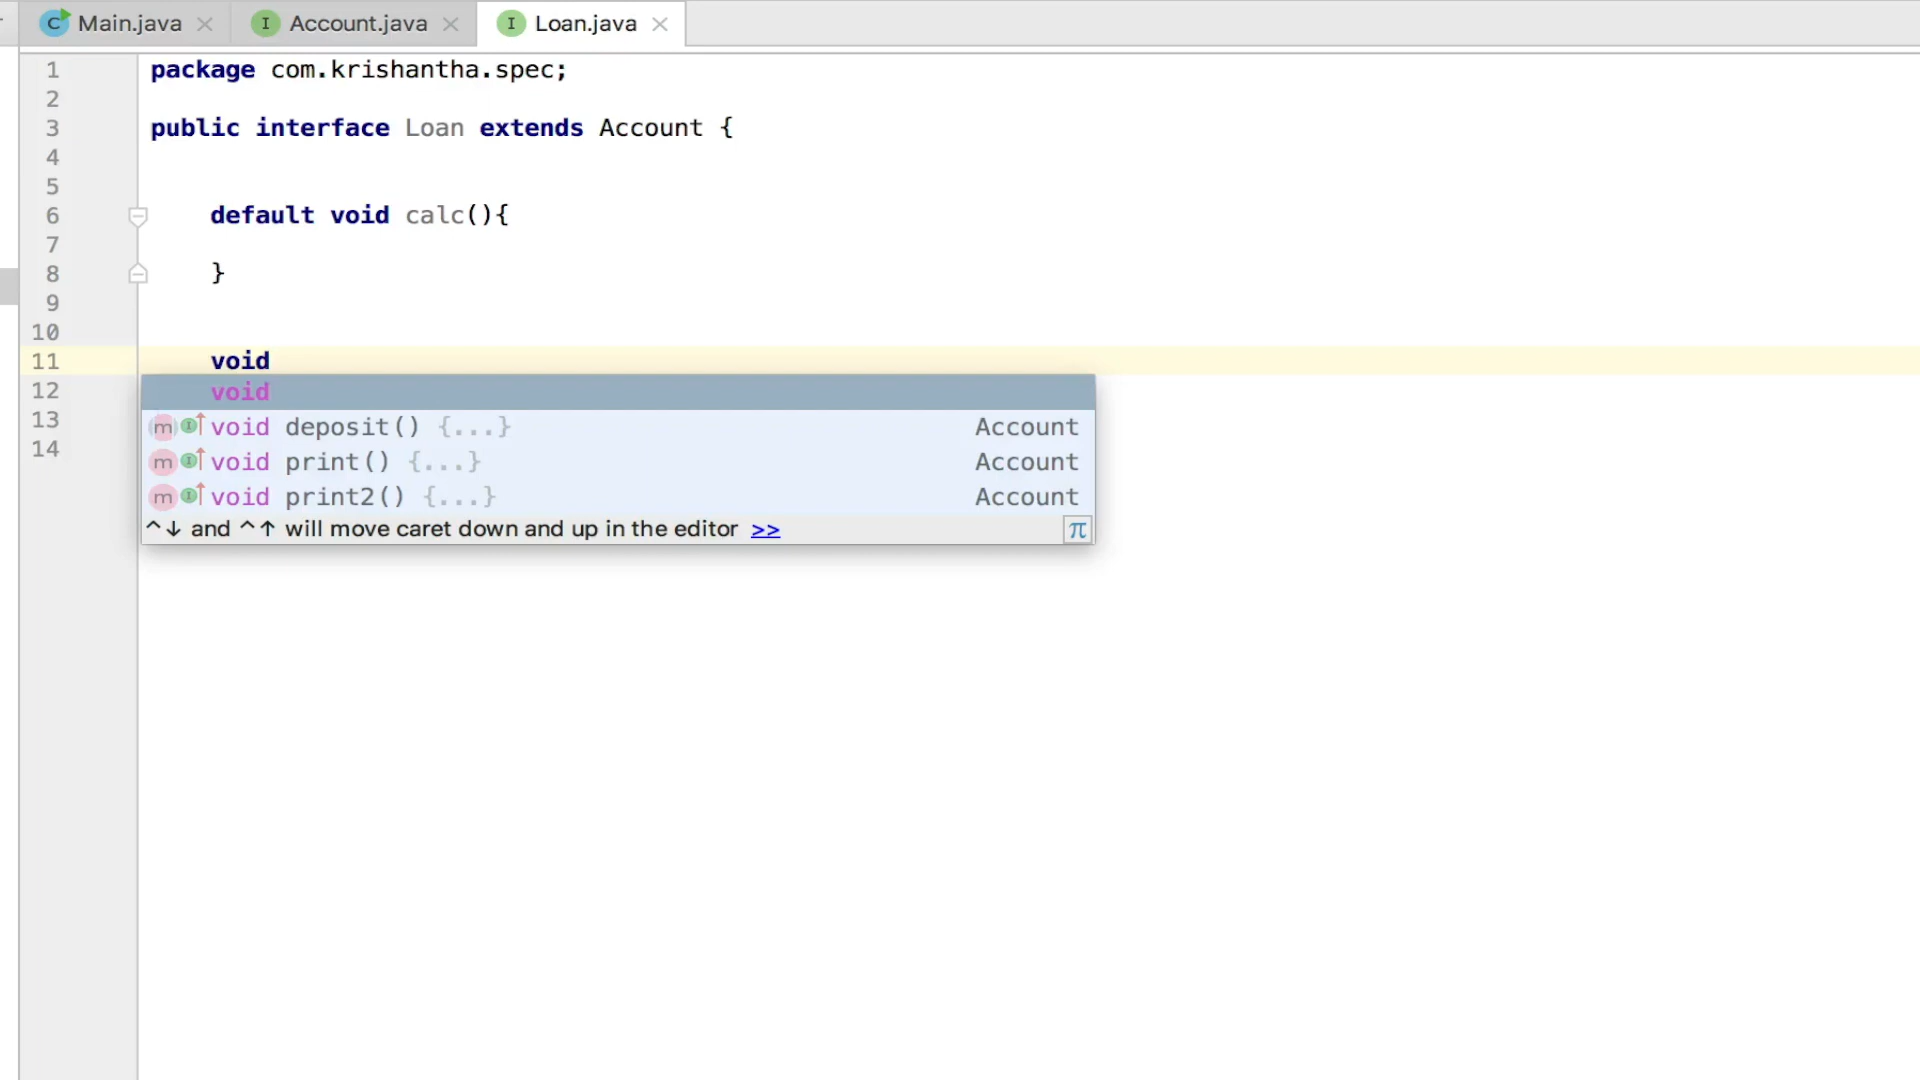 Main.java Account.java Loan.java
1 package com.krishantha.spec;
2
3 public interface Loan extends Account {
4
5
6 default void calc(){
7
8 }
9
10
11 void
12 void
13 m I void deposit() {...} Account
14 m I void print() {...} Account
m I void print2() {...} Account
^↓ and ^↑ will move caret down and up in the editor >> π